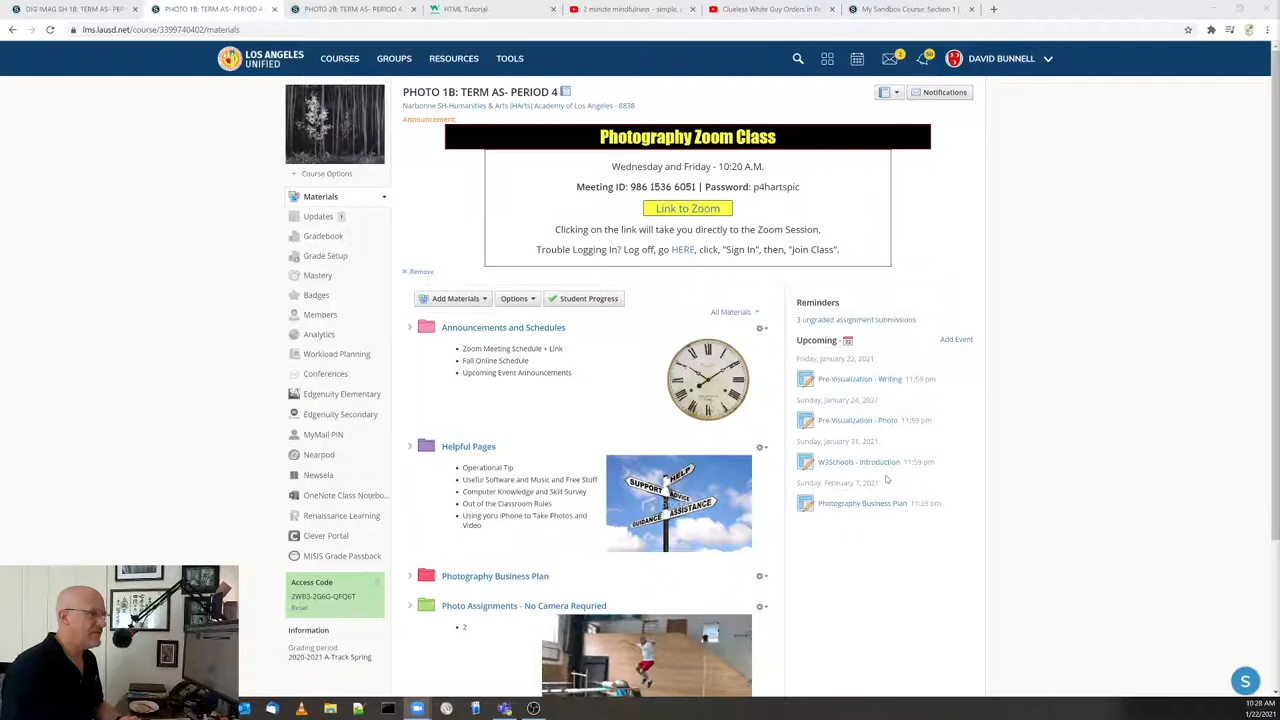 DIG IMAG SH 1B: TERM AS- PER
PHOTO 1B: TERM AS- PERIOD 4
PHOTO 2B: TERM AS- PERIOD 4
HTML Tutorial
2 minute mindfulness - simple,
Clueless White Guy Orders in Pe
My Sandbox Course: Section 1
lms.lausd.net/course/3399740402/materials
LOS ANGELES
UNIFIED
COURSES
GROUPS
RESOURCES
TOOLS
2
50
DAVID BUNNELL
PHOTO 1B: TERM AS- PERIOD 4
Notifications
Narbonne SH-Humanities & Arts (HArts) Academy of Los Angeles - 8838
Announcement:
Photography Zoom Class
Wednesday and Friday - 10:20 A.M.
Meeting ID: 986 1536 6051 | Password: p4hartspic
Link to Zoom
Clicking on the link will take you directly to the Zoom Session.
Trouble Logging In? Log off, go HERE, click, "Sign In", then, "Join Class".
Remove
Course Options
Materials
Updates 1
Gradebook
Grade Setup
Mastery
Badges
Members
Analytics
Workload Planning
Conferences
Edgenuity Elementary
Edgenuity Secondary
MyMail PIN
Nearpod
Newsela
OneNote Class Notebo...
Renaissance Learning
Clever Portal
MISIS Grade Passback
Access Code
2WB3-2G6G-QFQ6T
Reset
Information
Grading period
2020-2021 A-Track Spring
Add Materials
Options
Student Progress
All Materials
Announcements and Schedules
Zoom Meeting Schedule + Link
Fall Online Schedule
Upcoming Event Announcements
Helpful Pages
Operational Tip
Useful Software and Music and Free Stuff
Computer Knowledge and Skill Survey
Out of the Classroom Rules
Using yoru iPhone to Take Photos and
Video
HELP
SUPPORT
ADVICE
GUIDANCE
ASSISTANCE
Photography Business Plan
Photo Assignments - No Camera Requried
2
Reminders
3 ungraded assignment submissions
Upcoming
Add Event
Friday, January 22, 2021
Pre-Visualization - Writing 11:59 pm
Sunday, January 24, 2021
Pre-Visualization - Photo 11:59 pm
Sunday, January 31, 2021
W3Schools - Introduction 11:59 pm
Sunday, February 7, 2021
Photography Business Plan 11:59 pm
S
10:28 AM
1/22/2021